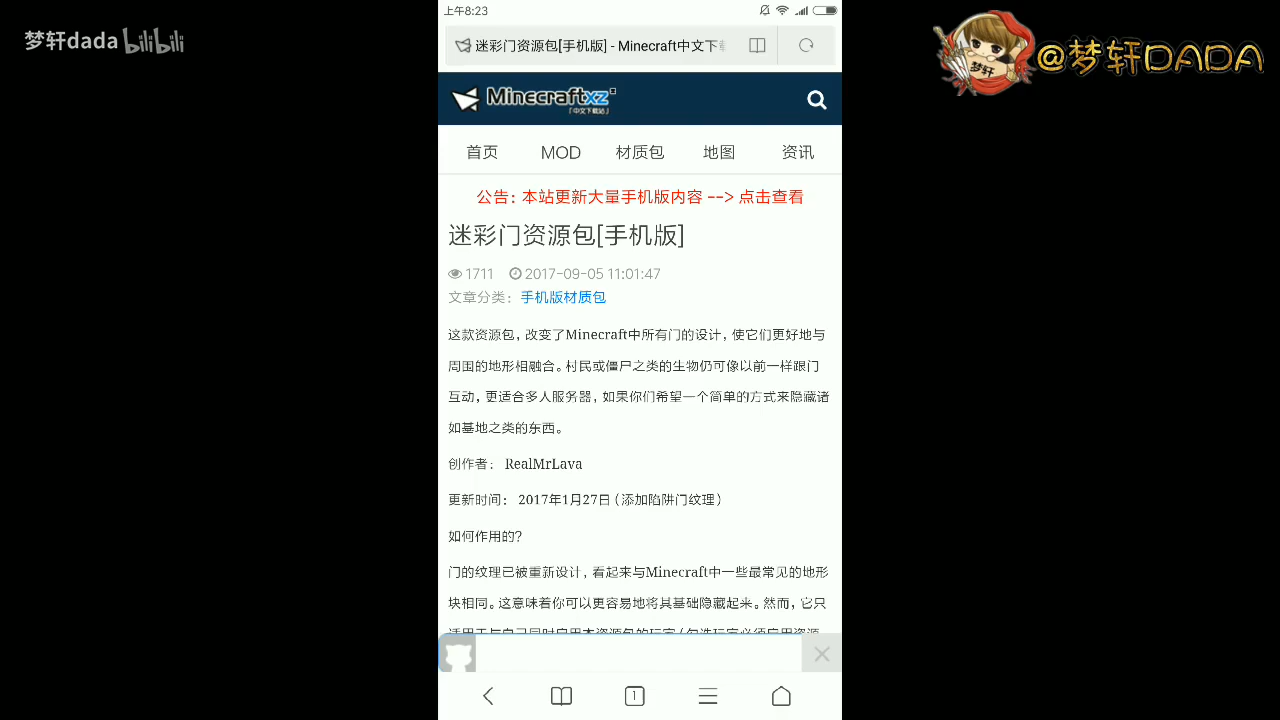 梦轩dada bilibili
上午8:23
迷彩门资源包[手机版] - Minecraft中文下
@梦轩DADA
梦轩
Minecraftxz
「中文下载站」
首页 MOD 材质包 地图 资讯
公告：本站更新大量手机版内容 --> 点击查看
迷彩门资源包[手机版]
1711 2017-09-05 11:01:47
文章分类：手机版材质包
这款资源包，改变了Minecraft中所有门的设计，使它们更好地与
周围的地形相融合。村民或僵尸之类的生物仍可像以前一样跟门
互动，更适合多人服务器，如果你们希望一个简单的方式来隐藏诸
如基地之类的东西。
创作者： RealMrLava
更新时间： 2017年1月27日（添加陷阱门纹理）
如何作用的？
门的纹理已被重新设计，看起来与Minecraft中一些最常见的地形
块相同。这意味着你可以更容易地将其基础隐藏起来。然而，它只
1